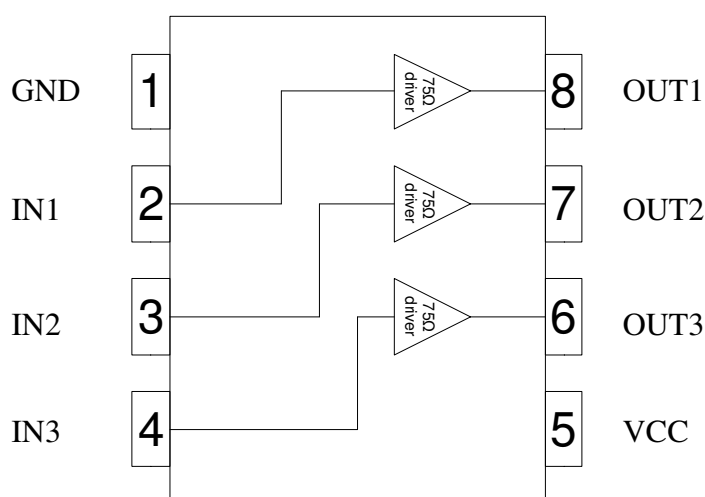 GND 1 75Ω driver 8 OUT1
IN1 2 75Ω driver 7 OUT2
IN2 3 75Ω driver 6 OUT3
IN3 4 5 VCC